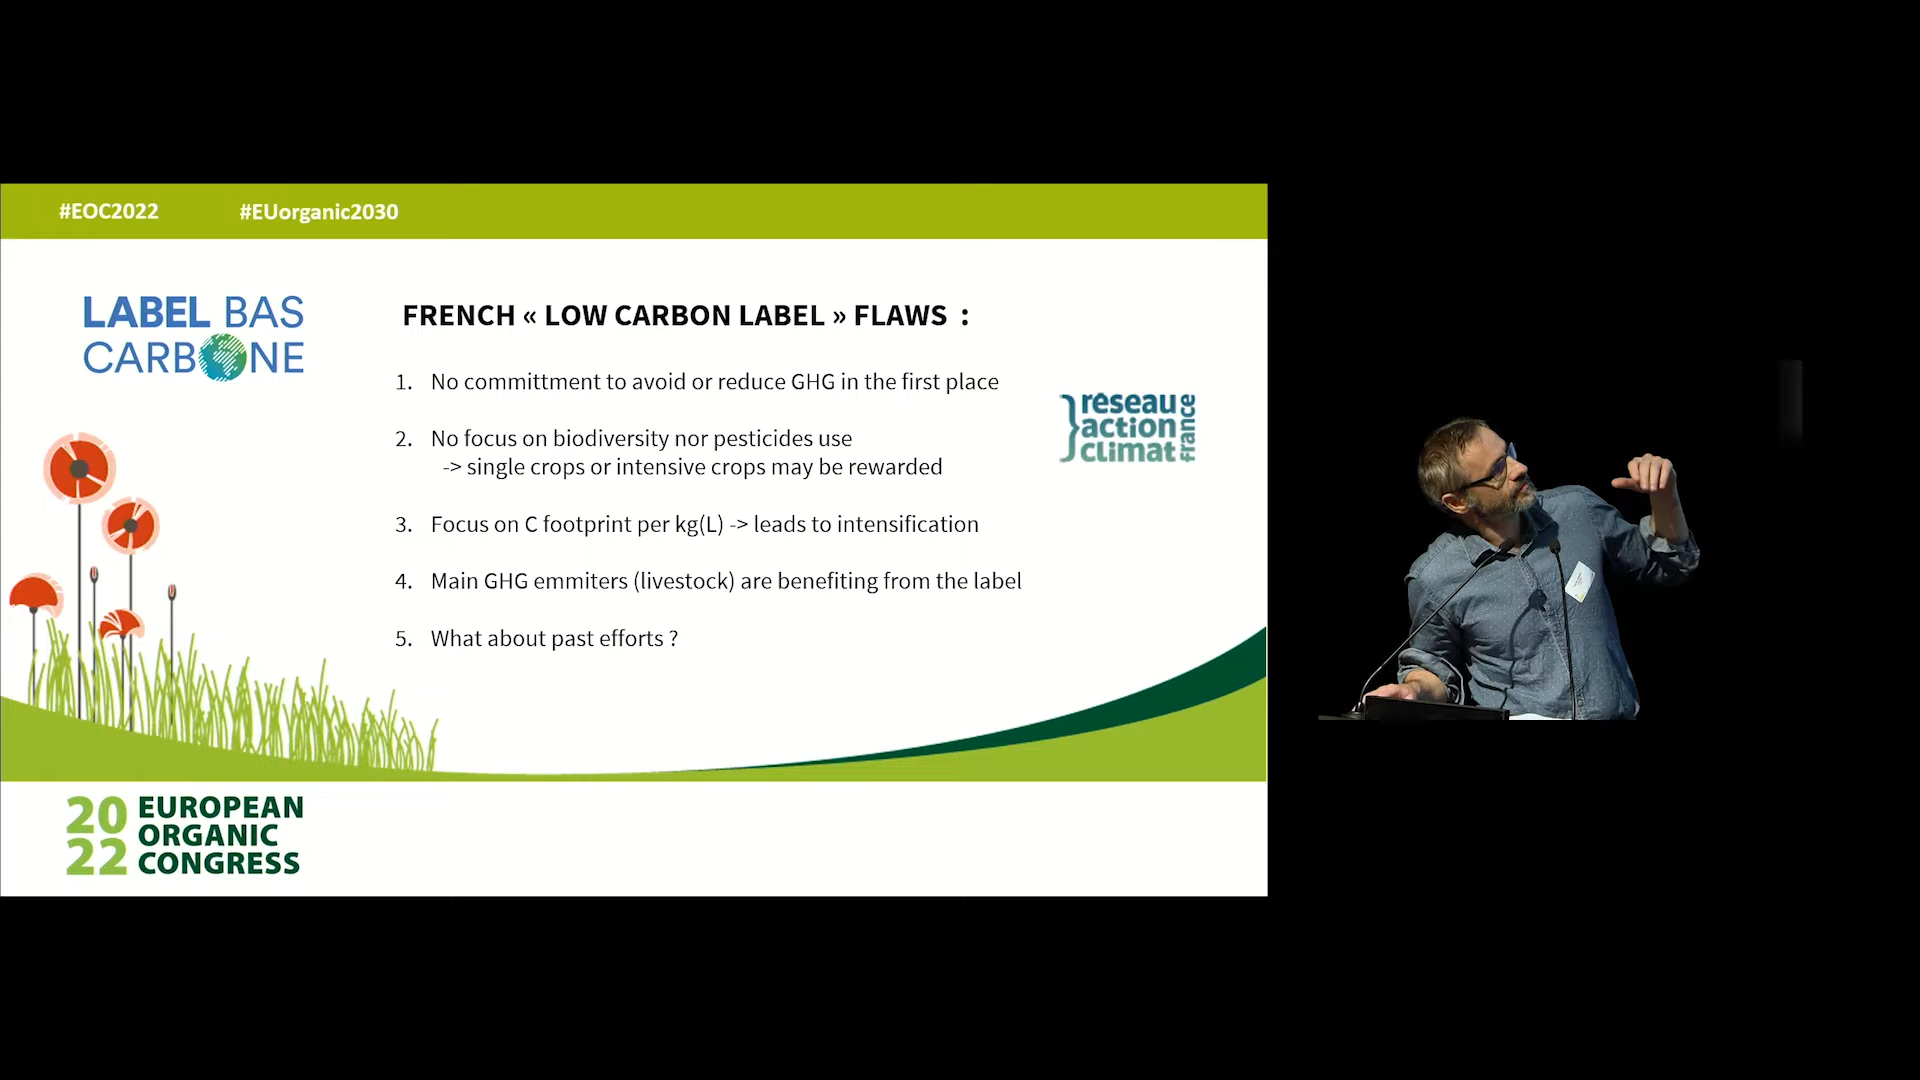 #EOC2022 #EUorganic2030
LABEL BAS
CARBONE
FRENCH « LOW CARBON LABEL » FLAWS :
1. No committment to avoid or reduce GHG in the first place
2. No focus on biodiversity nor pesticides use
-> single crops or intensive crops may be rewarded
3. Focus on C footprint per kg(L) -> leads to intensification
4. Main GHG emmiters (livestock) are benefiting from the label
5. What about past efforts ?
réseau
action
climat
france
20
22
EUROPEAN
ORGANIC
CONGRESS